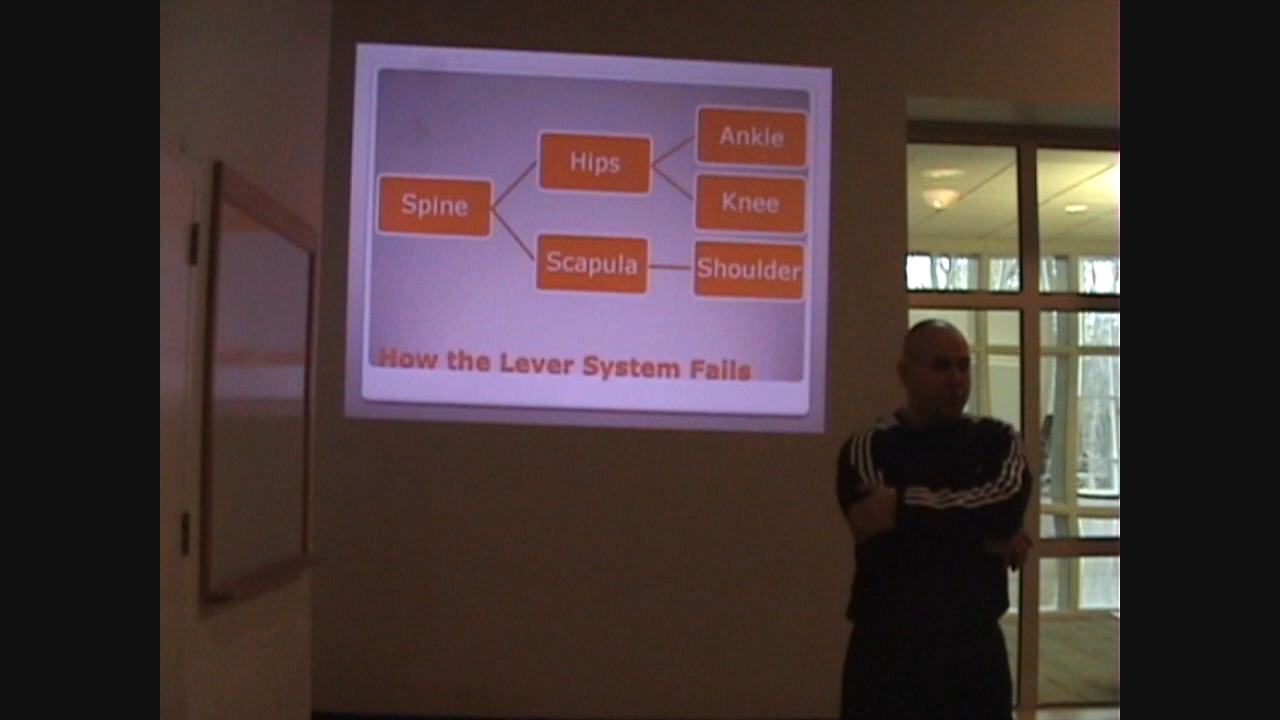 Spine
Hips
Scapula
Ankle
Knee
Shoulder
How the Lever System Fails